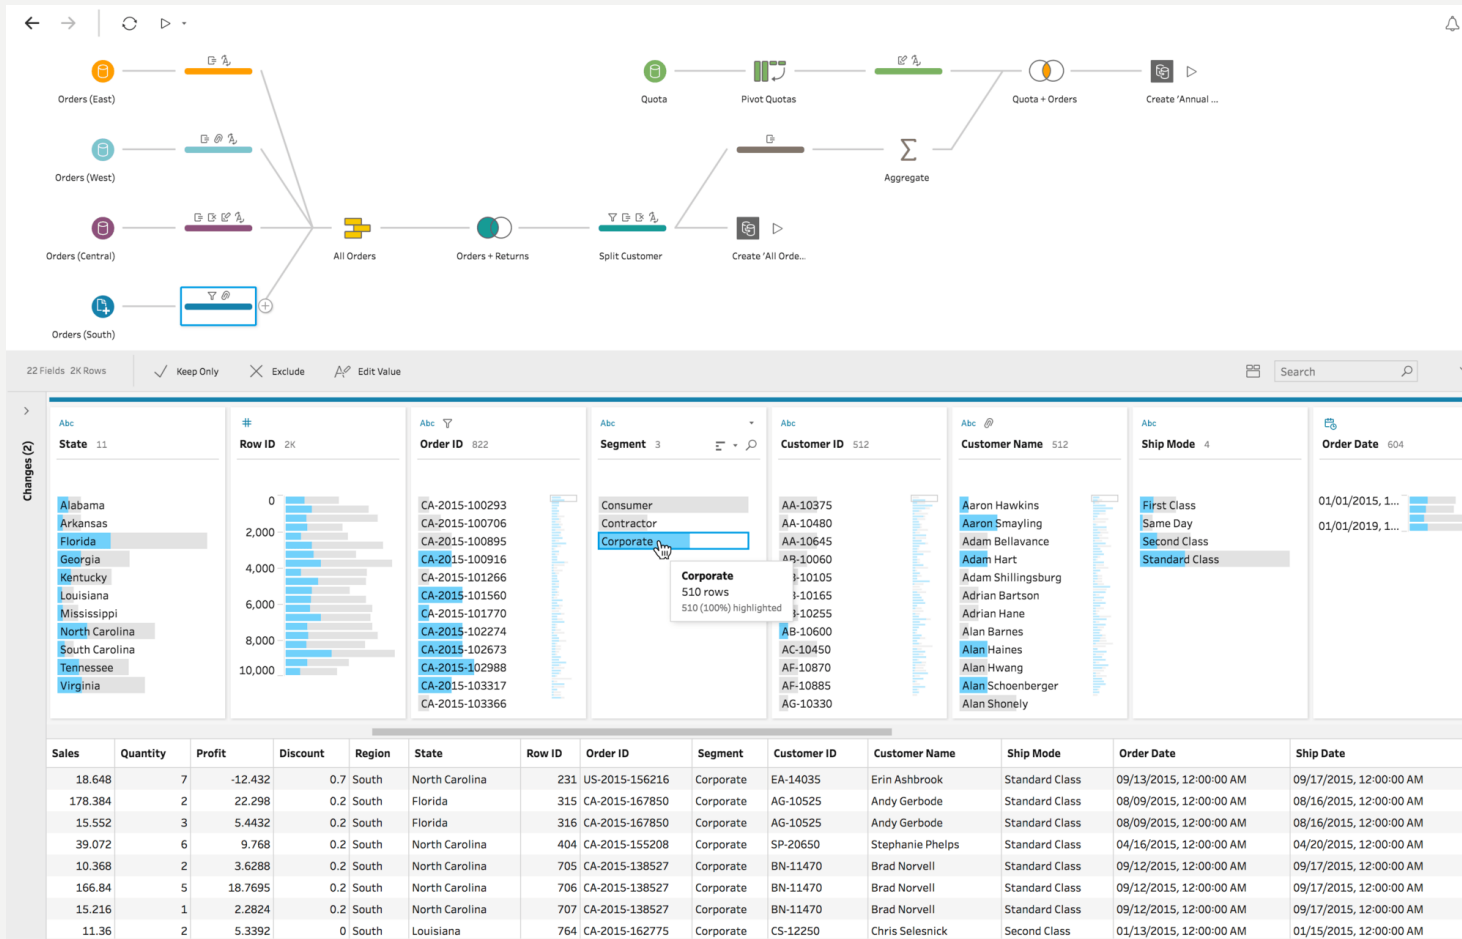 Orders (East)
Quota
Pivot Quotas
Quota + Orders
Create 'Annual ...
Orders (West)
Aggregate
Orders (Central)
All Orders
Orders + Returns
Split Customer
Create 'All Orde...
Orders (South)
22 Fields 2K Rows
Keep Only
Exclude
Edit Value
Search
Changes (2)
Abc
State 11
Alabama
Arkansas
Florida
Georgia
Kentucky
Louisiana
Mississippi
North Carolina
South Carolina
Tennessee
Virginia
#
Row ID 2K
0
2,000
4,000
6,000
8,000
10,000
Abc
Order ID 822
CA-2015-100293
CA-2015-100706
CA-2015-100895
CA-2015-100916
CA-2015-101266
CA-2015-101560
CA-2015-101770
CA-2015-102274
CA-2015-102673
CA-2015-102988
CA-2015-103317
CA-2015-103366
Abc
Segment 3
Consumer
Contractor
Corporate
Corporate
510 rows
510 (100%) highlighted
Abc
Customer ID 512
AA-10375
AA-10480
AA-10645
AB-10060
B-10105
B-10165
B-10255
AB-10600
AC-10450
AF-10870
AF-10885
AG-10330
Abc
Customer Name 512
Aaron Hawkins
Aaron Smayling
Adam Bellavance
Adam Hart
Adam Shillingsburg
Adrian Bartson
Adrian Hane
Alan Barnes
Alan Haines
Alan Hwang
Alan Schoenberger
Alan Shonely
Abc
Ship Mode 4
First Class
Same Day
Second Class
Standard Class
Order Date 604
01/01/2015, 1...
01/01/2019, 1...
Sales Quantity Profit Discount Region State Row ID Order ID Segment Customer ID Customer Name Ship Mode Order Date Ship Date
18.648 7 -12.432 0.7 South North Carolina 231 US-2015-156216 Corporate EA-14035 Erin Ashbrook Standard Class 09/13/2015, 12:00:00 AM 09/17/2015, 12:00:00 AM
178.384 2 22.298 0.2 South Florida 315 CA-2015-167850 Corporate AG-10525 Andy Gerbode Standard Class 08/09/2015, 12:00:00 AM 08/16/2015, 12:00:00 AM
15.552 3 5.4432 0.2 South Florida 316 CA-2015-167850 Corporate AG-10525 Andy Gerbode Standard Class 08/09/2015, 12:00:00 AM 08/16/2015, 12:00:00 AM
39.072 6 9.768 0.2 South North Carolina 404 CA-2015-155208 Corporate SP-20650 Stephanie Phelps Standard Class 04/16/2015, 12:00:00 AM 04/20/2015, 12:00:00 AM
10.368 2 3.6288 0.2 South North Carolina 705 CA-2015-138527 Corporate BN-11470 Brad Norvell Standard Class 09/12/2015, 12:00:00 AM 09/17/2015, 12:00:00 AM
166.84 5 18.7695 0.2 South North Carolina 706 CA-2015-138527 Corporate BN-11470 Brad Norvell Standard Class 09/12/2015, 12:00:00 AM 09/17/2015, 12:00:00 AM
15.216 1 2.2824 0.2 South North Carolina 707 CA-2015-138527 Corporate BN-11470 Brad Norvell Standard Class 09/12/2015, 12:00:00 AM 09/17/2015, 12:00:00 AM
11.36 2 5.3392 0 South Louisiana 764 CA-2015-162775 Corporate CS-12250 Chris Selesnick Second Class 01/13/2015, 12:00:00 AM 01/15/2015, 12:00:00 AM